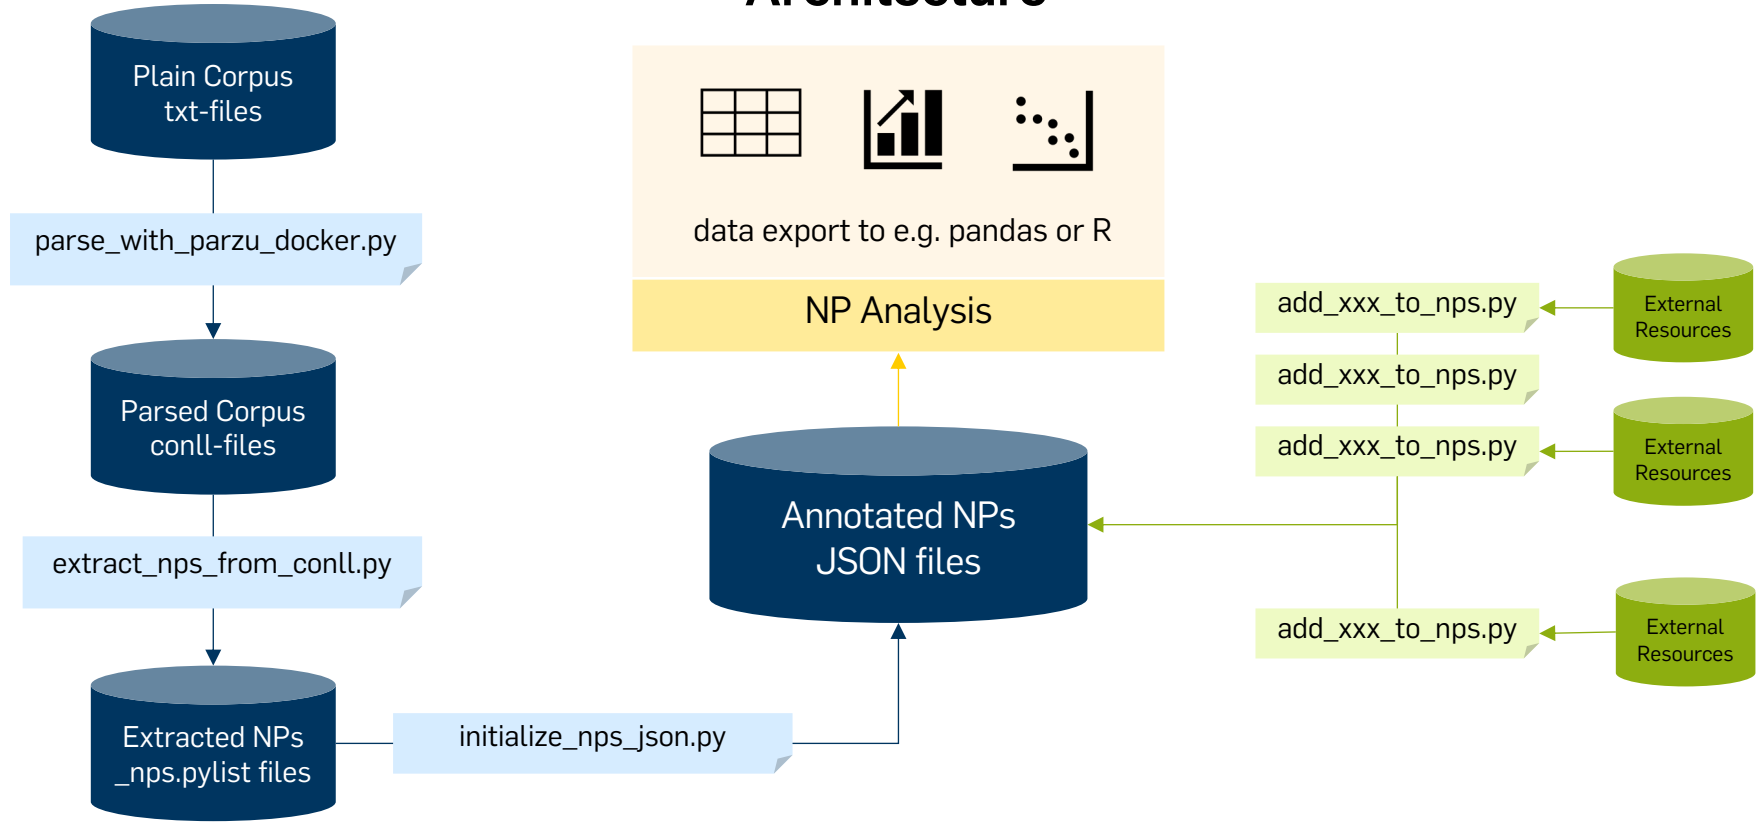 Architecture
Plain Corpus
txt-files
parse_with_parzu_docker.py
Parsed Corpus
conll-files
extract_nps_from_conll.py
Extracted NPs
_nps.pylist files
initialize_nps_json.py
data export to e.g. pandas or R
NP Analysis
Annotated NPs
JSON files
add_xxx_to_nps.py
External
Resources
add_xxx_to_nps.py
add_xxx_to_nps.py
External
Resources
add_xxx_to_nps.py
External
Resources